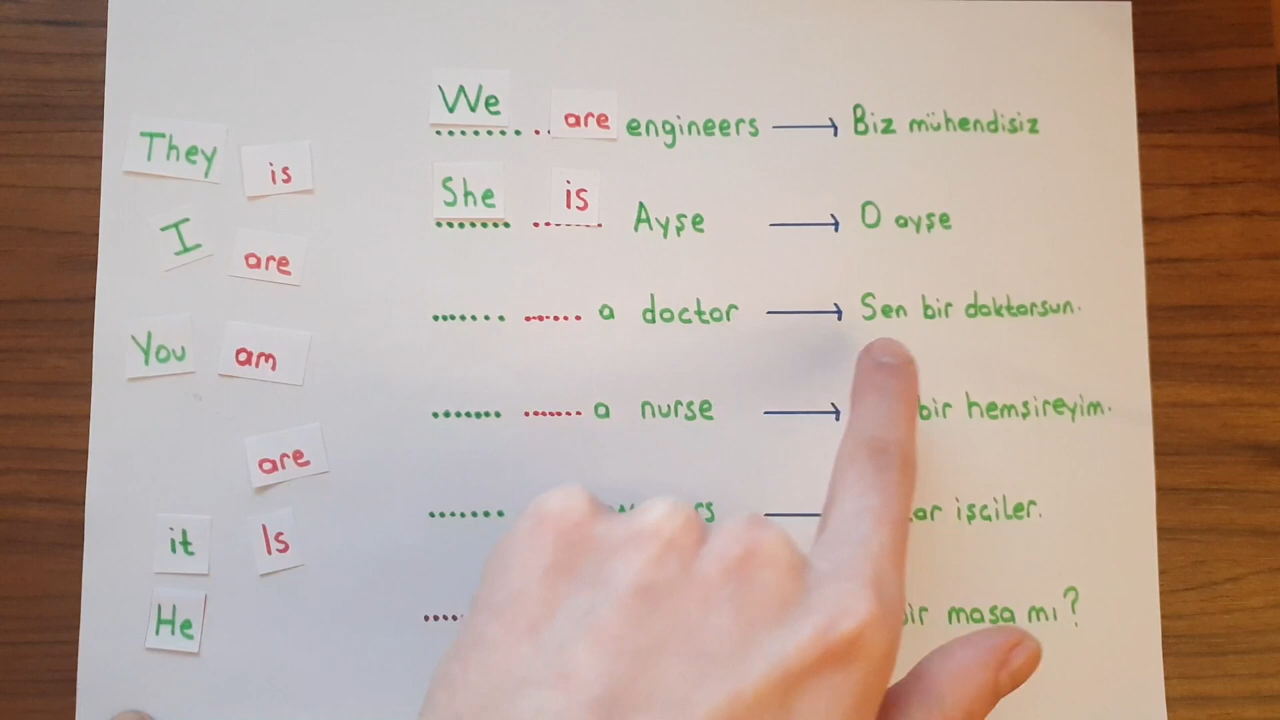 They
is
I
are
You
am
are
it
Is
He
We are engineers → Biz mühendisiz
She is Ayşe → O ayşe
a doctor → Sen bir doktorsun.
a nurse → bir hemşireyim.
işçiler.
bir masa mı?